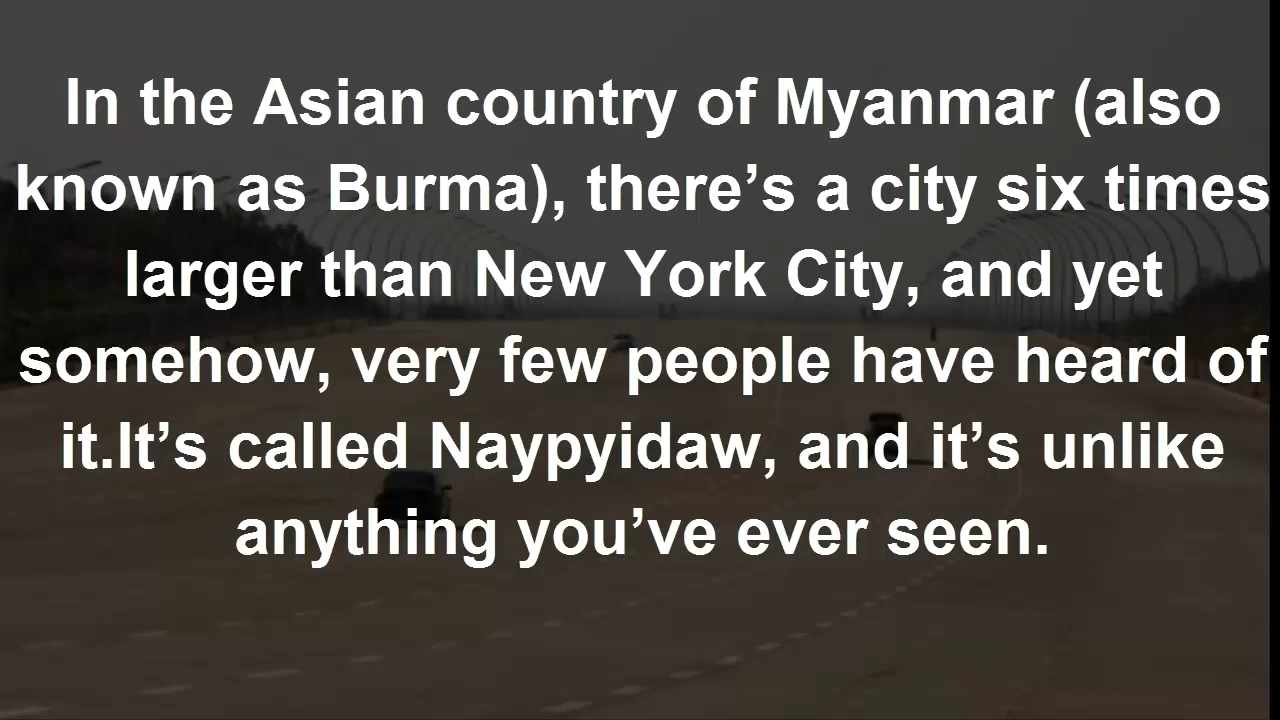 In the Asian country of Myanmar (also
known as Burma), there’s a city six times
larger than New York City, and yet
somehow, very few people have heard of
it.It’s called Naypyidaw, and it’s unlike
anything you’ve ever seen.